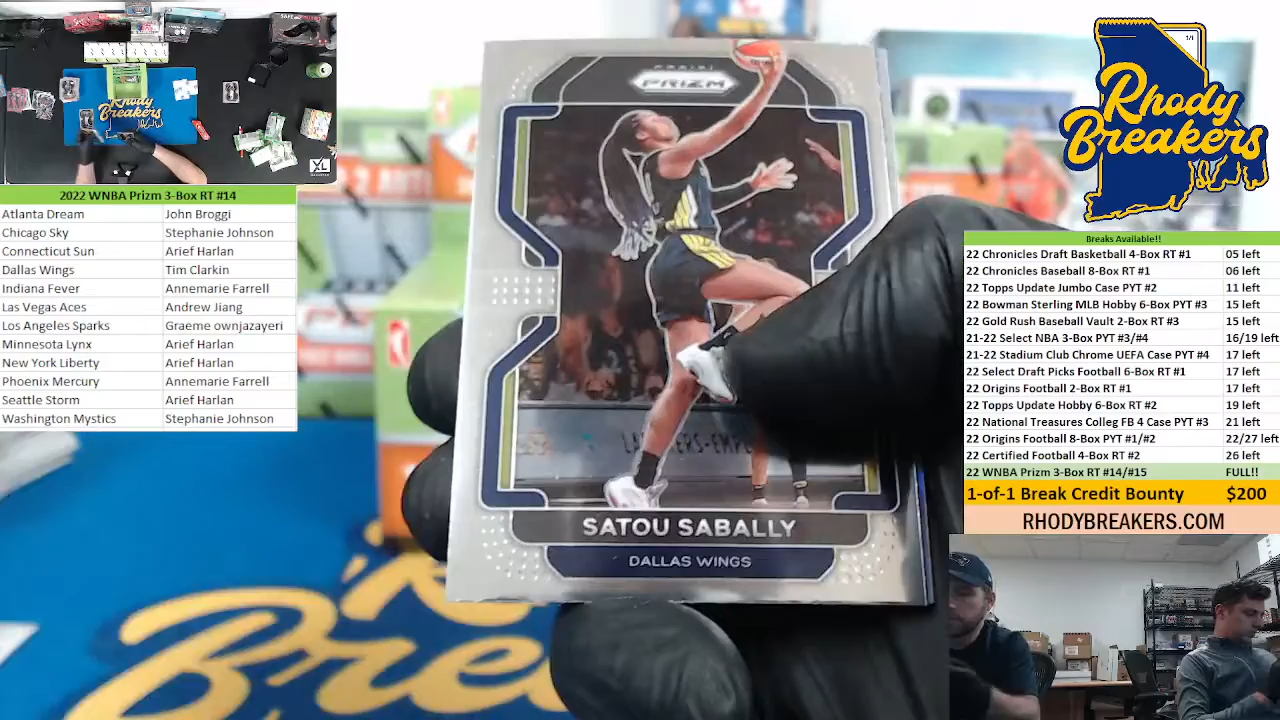 2022 WNBA Prizm 3-Box RT #14
Atlanta Dream John Broggi
Chicago Sky Stephanie Johnson
Connecticut Sun Arief Harlan
Dallas Wings Tim Clarkin
Indiana Fever Annemarie Farrell
Las Vegas Aces Andrew Jiang
Los Angeles Sparks Graeme ownjazayeri
Minnesota Lynx Arief Harlan
New York Liberty Arief Harlan
Phoenix Mercury Annemarie Farrell
Seattle Storm Arief Harlan
Washington Mystics Stephanie Johnson
Rhody
Breakers
XL
PANINI
PRIZM
SATOU SABALLY
DALLAS WINGS
1/1
Rhody
Breakers
Breaks Available!!
22 Chronicles Draft Basketball 4-Box RT #1 05 left
22 Chronicles Baseball 8-Box RT #1 06 left
22 Topps Update Jumbo Case PYT #2 11 left
22 Bowman Sterling MLB Hobby 6-Box PYT #3 15 left
22 Gold Rush Baseball Vault 2-Box RT #3 15 left
21-22 Select NBA 3-Box PYT #3/#4 16/19 left
21-22 Stadium Club Chrome UEFA Case PYT #4 17 left
22 Select Draft Picks Football 6-Box RT #1 17 left
22 Origins Football 2-Box RT #1 17 left
22 Topps Update Hobby 6-Box RT #2 19 left
22 National Treasures Colleg FB 4 Case PYT #3 21 left
22 Origins Football 8-Box PYT #1/#2 22/27 left
22 Certified Football 4-Box RT #2 26 left
22 WNBA Prizm 3-Box RT #14/#15 FULL!!
1-of-1 Break Credit Bounty $200
RHODYBREAKERS.COM